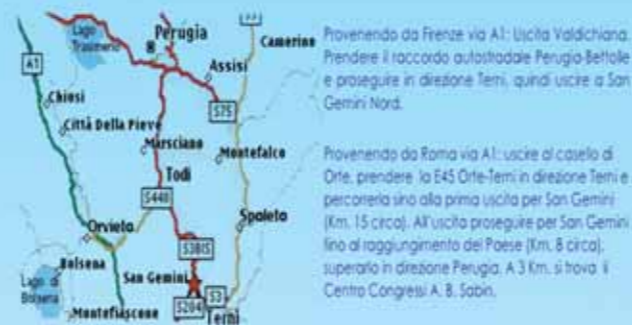 S3
Lago
Trasimeno
Perugia
Camerino
A1
Assisi
Chiusi
S75
Città Della Pieve
Marsciano
Montefalco
Todi
S448
Orvieto
Spoleto
S3BIS
Bolsena
San Gemini
Lago di
Bolsena
S3
S204
Montefiascone
Terni
Provenendo da Firenze via A1: Uscita Valdichiana.
Prendere il raccordo autostradale Perugia-Bettolle
e proseguire in direzione Terni, quindi uscire a San
Gemini Nord.
Provenendo da Roma via A1: uscire al casello di
Orte, prendere la E45 Orte-Terni in direzione Terni e
percorrerla sino alla prima uscita per San Gemini
(Km. 15 circa). All'uscita proseguire per San Gemini
fino al raggiungimento del Paese (Km. 8 circa),
superarlo in direzione Perugia. A 3 Km. si trova il
Centro Congressi A. B. Sabin.